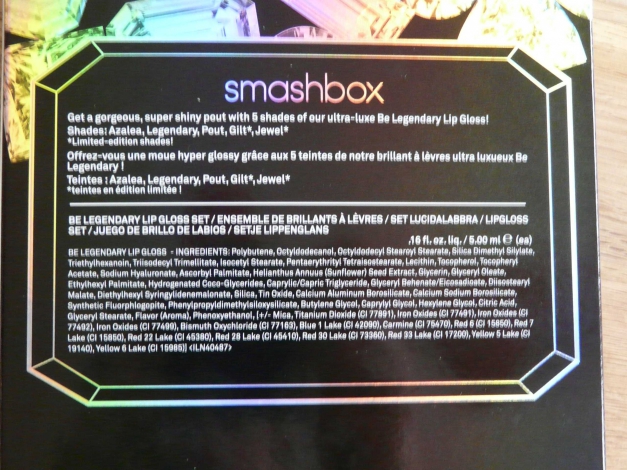 smashbox
Get a gorgeous, super shiny pout with 5 shades of our ultra-luxe Be Legendary Lip Gloss!
Shades: Azalea, Legendary, Pout, Gilt*, Jewel*
*Limited-edition shades!
Offrez-vous une moue hyper glossy grâce aux 5 teintes de notre brillant à lèvres ultra luxueux Be
Legendary !
Teintes : Azalea, Legendary, Pout, Gilt*, Jewel*
*teintes en édition limitée !
BE LEGENDARY LIP GLOSS SET / ENSEMBLE DE BRILLANTS À LÈVRES / SET LUCIDALABBRA / LIPGLOSS
SET / JUEGO DE BRILLO DE LABIOS / SETJE LIPPENGLANS
.16 fl. oz. liq. / 5.00 ml ℮ (aa)
BE LEGENDARY LIP GLOSS - INGREDIENTS: Polybutene, Octyldodecanol, Octyldodecyl Stearoyl Stearate, Silica Dimethyl Silylate,
Triethylhexanoin, Triisodecyl Trimellitate, Isocetyl Stearate, Pentaerythrityl Tetraisostearate, Lecithin, Tocopherol, Tocopheryl
Acetate, Sodium Hyaluronate, Ascorbyl Palmitate, Helianthus Annuus (Sunflower) Seed Extract, Glycerin, Glyceryl Oleate,
Ethylhexyl Palmitate, Hydrogenated Coco-Glycerides, Caprylic/Capric Triglyceride, Glyceryl Behenate/Eicosadioate, Diisostearyl
Malate, Diethylhexyl Syringylidenemalonate, Silica, Tin Oxide, Calcium Aluminum Borosilicate, Calcium Sodium Borosilicate,
Synthetic Fluorphlogopite, Phenylpropyldimethylsiloxysilicate, Butylene Glycol, Caprylyl Glycol, Hexylene Glycol, Citric Acid,
Glyceryl Stearate, Flavor (Aroma), Phenoxyethanol, [+/- Mica, Titanium Dioxide (CI 77891), Iron Oxides (CI 77491), Iron Oxides (CI
77492), Iron Oxides (CI 77499), Bismuth Oxychloride (CI 77163), Blue 1 Lake (CI 42090), Carmine (CI 75470), Red 6 (CI 15850), Red 7
Lake (CI 15850), Red 22 Lake (CI 45380), Red 28 Lake (CI 45410), Red 30 Lake (CI 73360), Red 33 Lake (CI 17200), Yellow 5 Lake (CI
19140), Yellow 6 Lake (CI 15985)] <ILN40487>